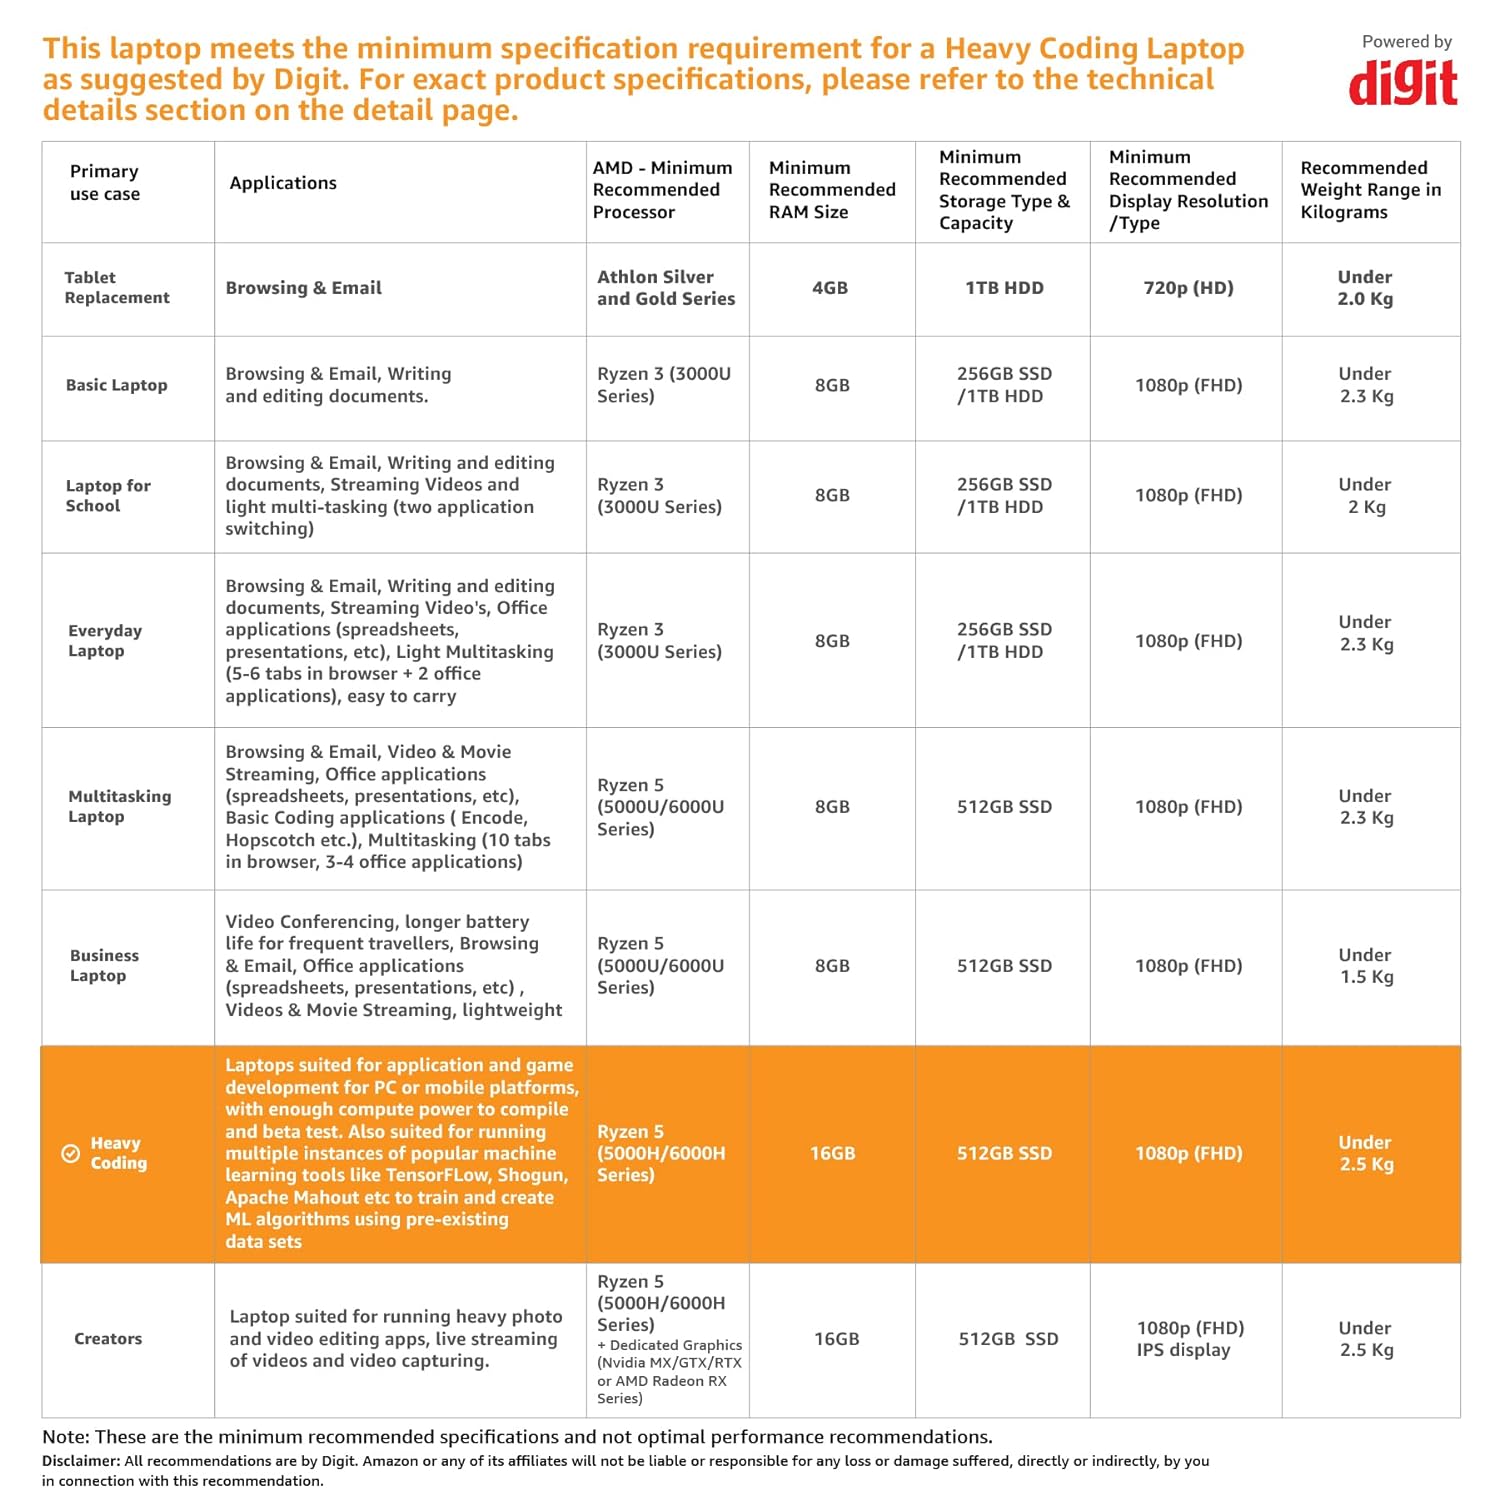 This laptop meets the minimum specification requirement for a Heavy Coding Laptop
as suggested by Digit. For exact product specifications, please refer to the technical
details section on the detail page.
Powered by
digit
Primary
use case
Applications
AMD - Minimum
Recommended
Processor
Minimum
Recommended
RAM Size
Minimum
Recommended
Storage Type &
Capacity
Minimum
Recommended
Display Resolution
/Type
Recommended
Weight Range in
Kilograms
Tablet
Replacement
Browsing & Email
Athlon Silver
and Gold Series
4GB
1TB HDD
720p (HD)
Under
2.0 Kg
Basic Laptop
Browsing & Email, Writing
and editing documents.
Ryzen 3 (3000U
Series)
8GB
256GB SSD
/1TB HDD
1080p (FHD)
Under
2.3 Kg
Laptop for
School
Browsing & Email, Writing and editing
documents, Streaming Videos and
light multi-tasking (two application
switching)
Ryzen 3
(3000U Series)
8GB
256GB SSD
/1TB HDD
1080p (FHD)
Under
2 Kg
Everyday
Laptop
Browsing & Email, Writing and editing
documents, Streaming Video's, Office
applications (spreadsheets,
presentations, etc), Light Multitasking
(5-6 tabs in browser + 2 office
applications), easy to carry
Ryzen 3
(3000U Series)
8GB
256GB SSD
/1TB HDD
1080p (FHD)
Under
2.3 Kg
Multitasking
Laptop
Browsing & Email, Video & Movie
Streaming, Office applications
(spreadsheets, presentations, etc),
Basic Coding applications ( Encode,
Hopscotch etc.), Multitasking (10 tabs
in browser, 3-4 office applications)
Ryzen 5
(5000U/6000U
Series)
8GB
512GB SSD
1080p (FHD)
Under
2.3 Kg
Business
Laptop
Video Conferencing, longer battery
life for frequent travellers, Browsing
& Email, Office applications
(spreadsheets, presentations, etc) ,
Videos & Movie Streaming, lightweight
Ryzen 5
(5000U/6000U
Series)
8GB
512GB SSD
1080p (FHD)
Under
1.5 Kg
Heavy
Coding
Laptops suited for application and game
development for PC or mobile platforms,
with enough compute power to compile
and beta test. Also suited for running
multiple instances of popular machine
learning tools like TensorFLow, Shogun,
Apache Mahout etc to train and create
ML algorithms using pre-existing
data sets
Ryzen 5
(5000H/6000H
Series)
16GB
512GB SSD
1080p (FHD)
Under
2.5 Kg
Creators
Laptop suited for running heavy photo
and video editing apps, live streaming
of videos and video capturing.
Ryzen 5
(5000H/6000H
Series)
+ Dedicated Graphics
(Nvidia MX/GTX/RTX
or AMD Radeon RX
Series)
16GB
512GB SSD
1080p (FHD)
IPS display
Under
2.5 Kg
Note: These are the minimum recommended specifications and not optimal performance recommendations.
Disclaimer: All recommendations are by Digit. Amazon or any of its affiliates will not be liable or responsible for any loss or damage suffered, directly or indirectly, by you
in connection with this recommendation.